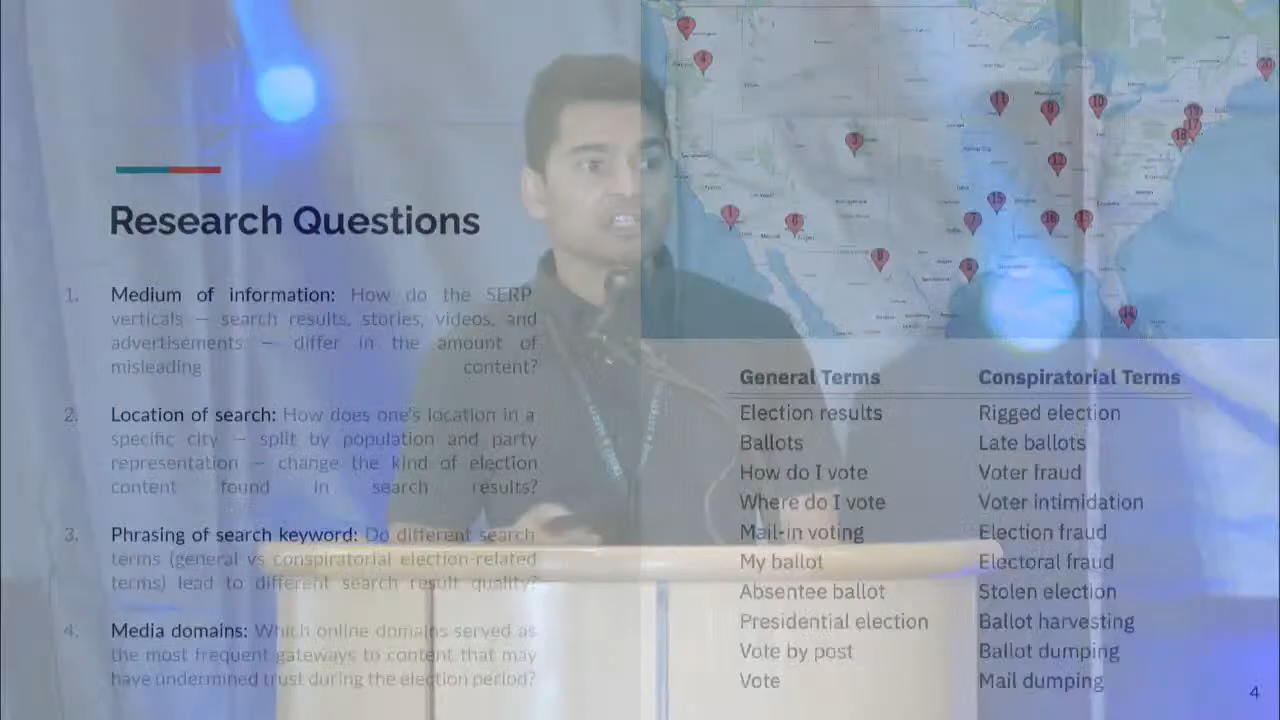 Research Questions
1. Medium of information: How do the SERP
verticals — search results, stories, videos, and
advertisements — differ in the amount of
misleading content?
2. Location of search: How does one's location in a
specific city — split by population and party
representation — change the kind of election
content found in search results?
3. Phrasing of search keyword: Do different search
terms (general vs conspiratorial election-related
terms) lead to different search result quality?
4. Media domains: Which online domains served as
the most frequent gateways to content that may
have undermined trust during the election period?
General Terms Conspiratorial Terms
Election results Rigged election
Ballots Late ballots
How do I vote Voter fraud
Where do I vote Voter intimidation
Mail-in voting Election fraud
My ballot Electoral fraud
Absentee ballot Stolen election
Presidential election Ballot harvesting
Vote by post Ballot dumping
Vote Mail dumping
4